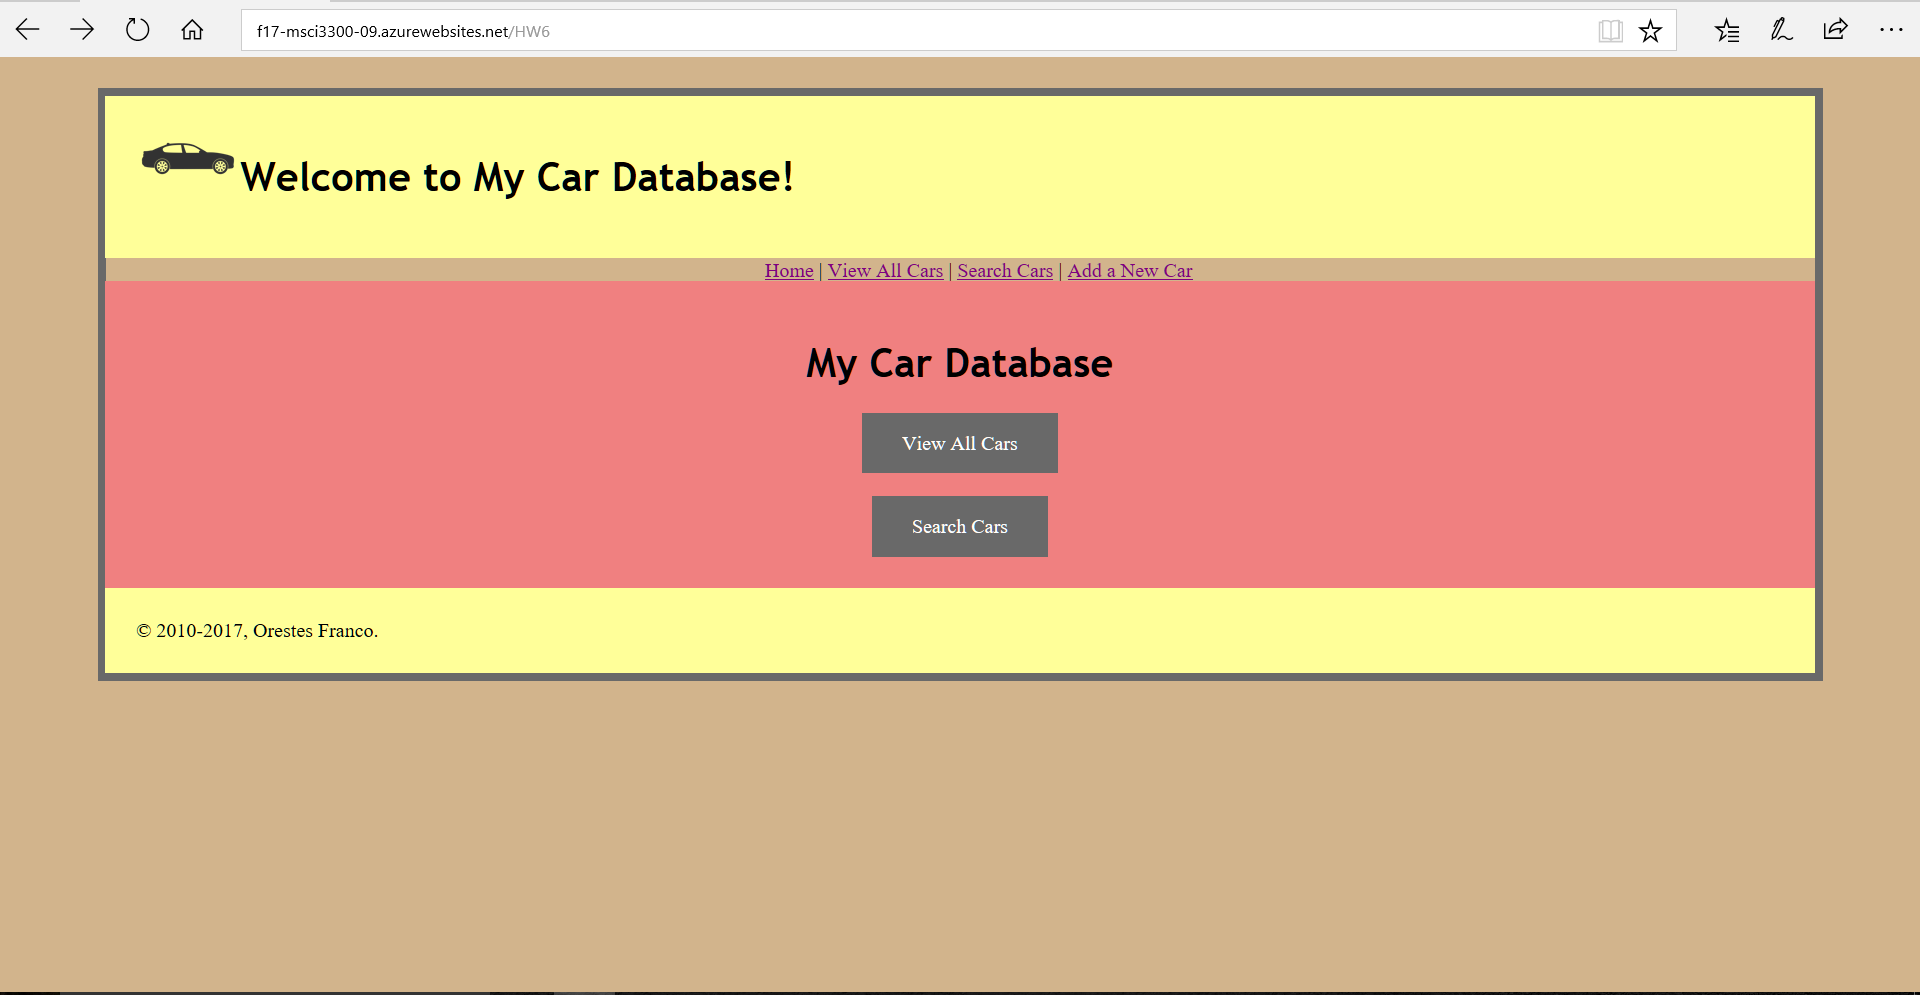 f17-msci3300-09.azurewebsites.net/HW6
Welcome to My Car Database!
Home | View All Cars | Search Cars | Add a New Car
My Car Database
View All Cars
Search Cars
© 2010-2017, Orestes Franco.